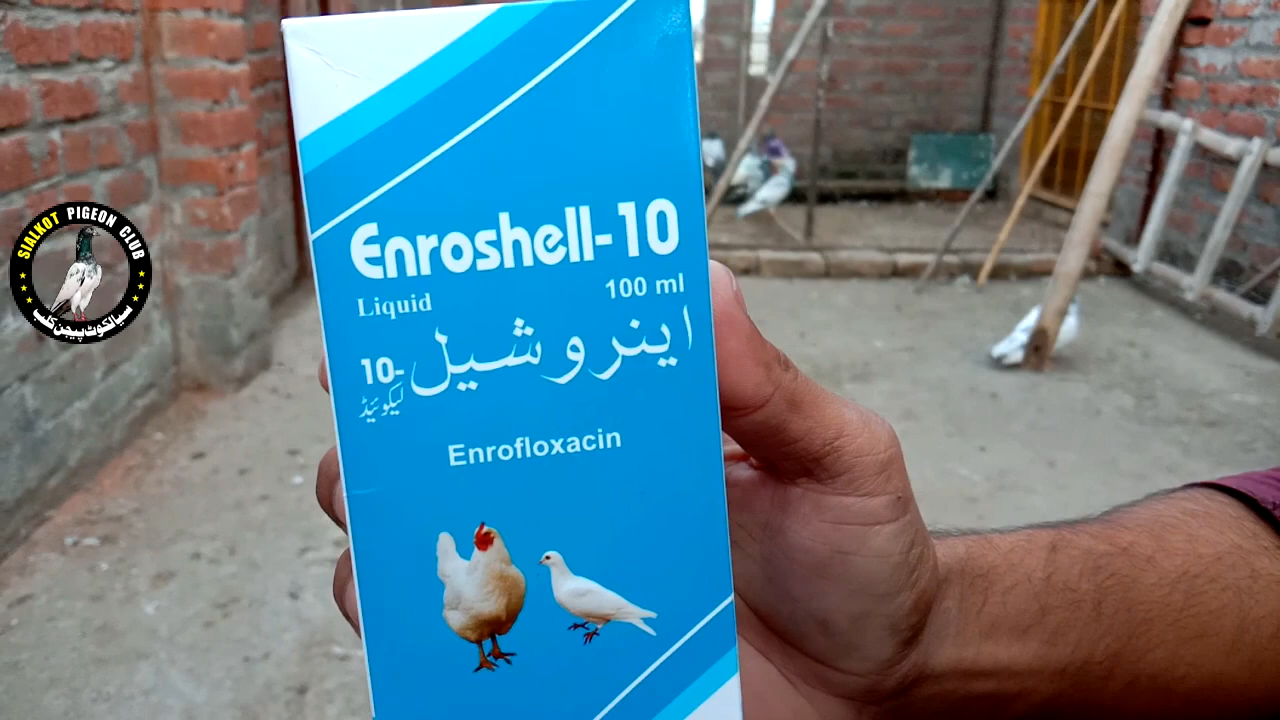 SIALKOT PIGEON CLUB
سیالکوٹ پیجن کلب
Enroshell-10
Liquid
100 ml
اینروشیل
-10
لیکوئیڈ
Enrofloxacin